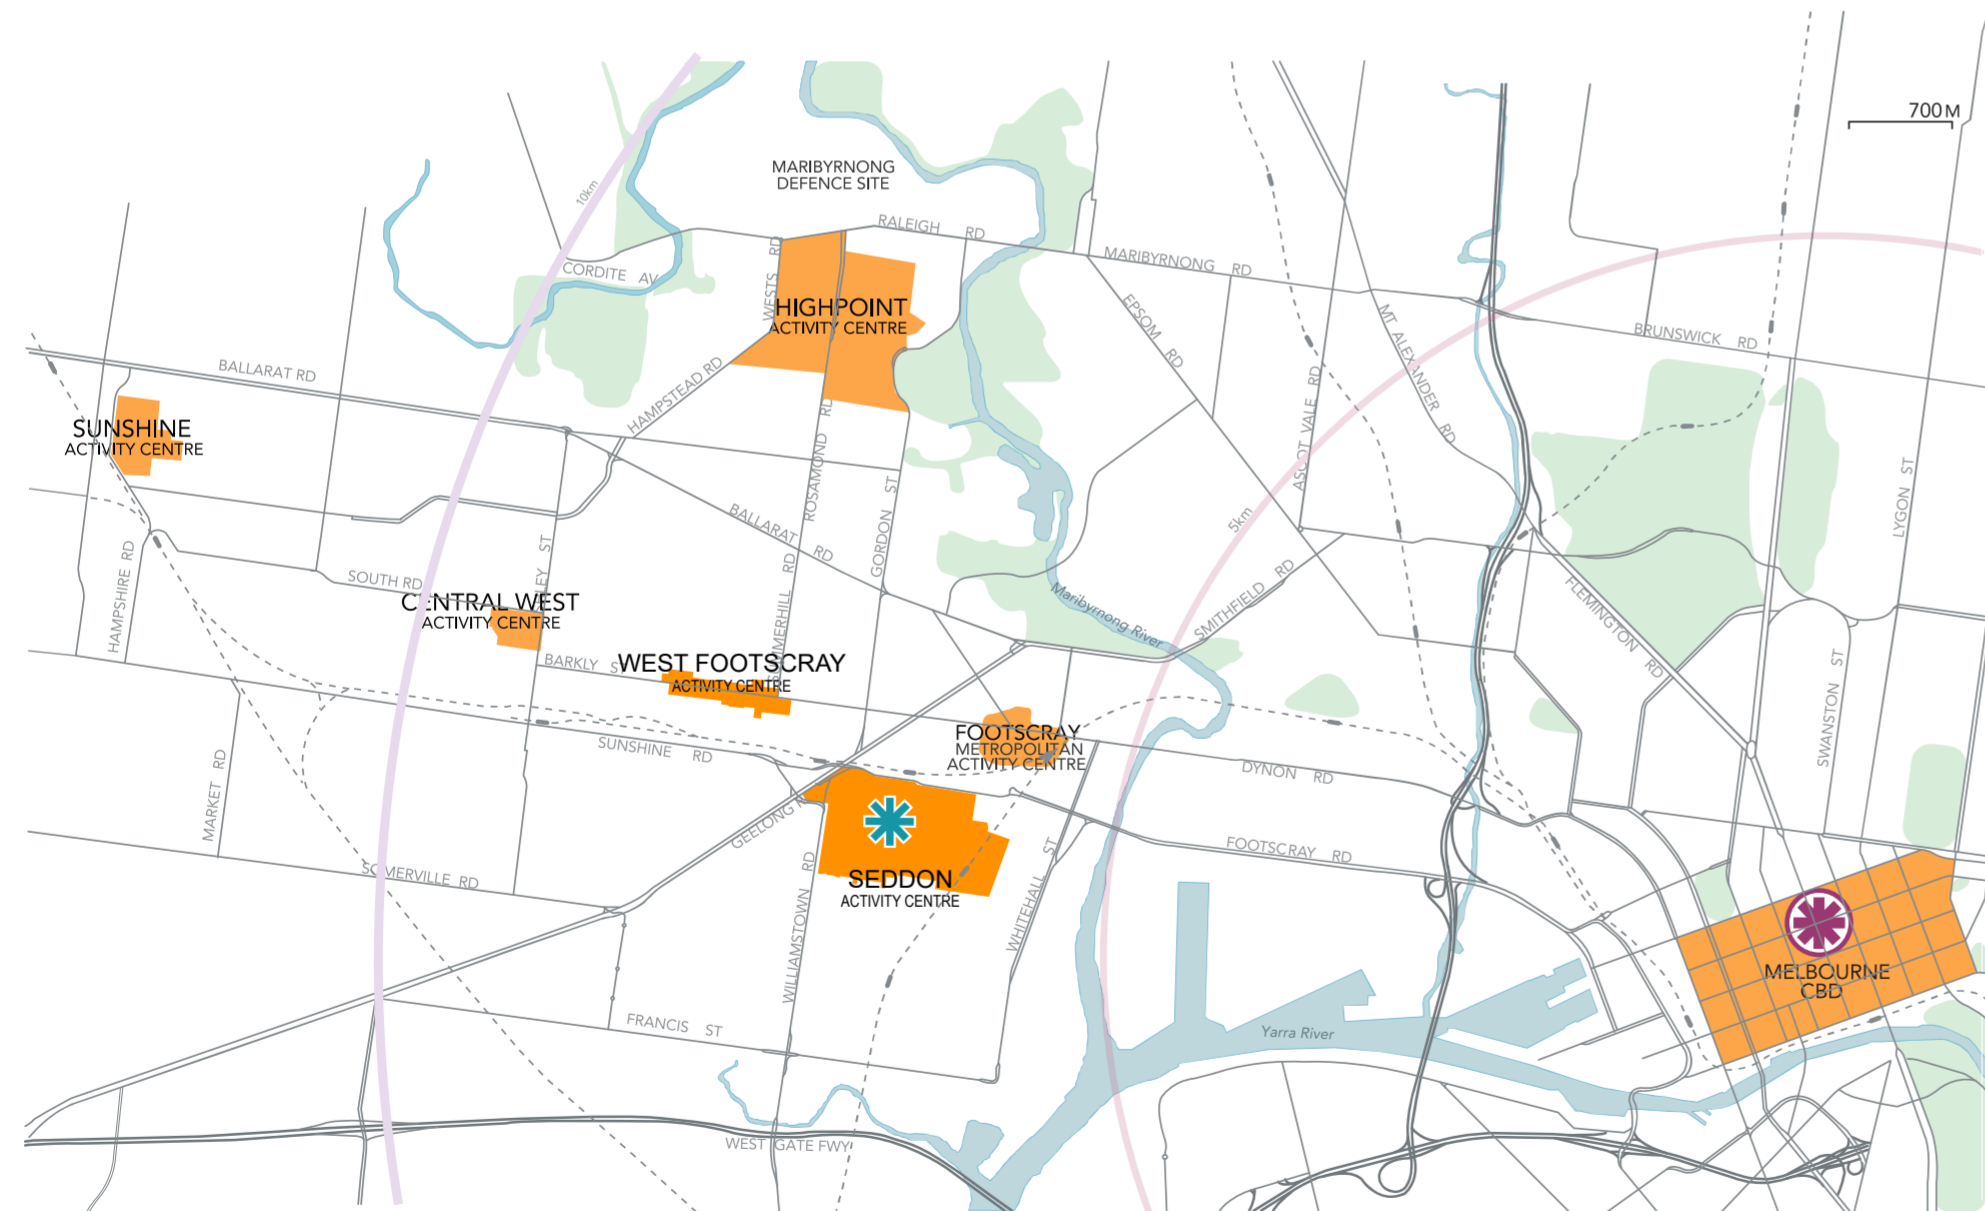 700 M
MARIBYRNONG
DEFENCE SITE
10km
RALEIGH RD
CORDITE AV
WESTS RD
MARIBYRNONG RD
HIGHPOINT
ACTIVITY CENTRE
EPSOM RD
MT ALEXANDER RD
BRUNSWICK RD
BALLARAT RD
HAMPSTEAD RD
ASCOT VALE RD
SUNSHINE
ACTIVITY CENTRE
ROSAMOND RD
GORDON ST
LYGON ST
BALLARAT RD
5km
HAMPSHIRE RD
SOUTH RD
CENTRAL WEST
ACTIVITY CENTRE
SUMMERHILL RD
Maribyrnong River
SMITHFIELD RD
FLEMINGTON RD
BARKLY ST
WEST FOOTSCRAY
ACTIVITY CENTRE
SWANSTON ST
SUNSHINE RD
FOOTSCRAY
METROPOLITAN
ACTIVITY CENTRE
DYNON RD
MARKET RD
GEELONG
FOOTSCRAY RD
SOMERVILLE RD
SEDDON
ACTIVITY CENTRE
WILLIAMSTOWN RD
WHITEHALL ST
MELBOURNE
CBD
FRANCIS ST
Yarra River
WEST GATE FWY